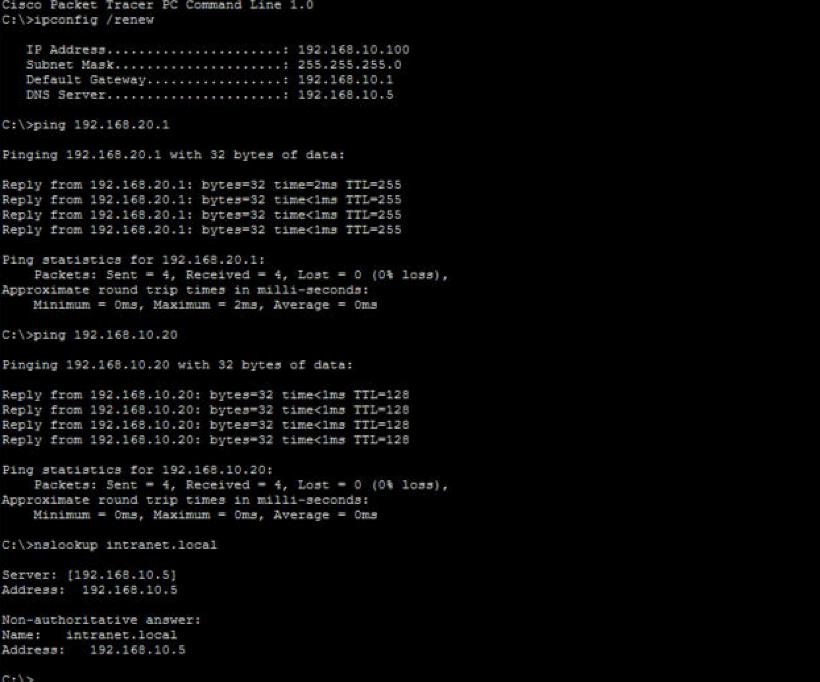 Cisco Packet Tracer PC Command Line 1.0
C:\>ipconfig /renew
IP Address......................: 192.168.10.100
Subnet Mask.....................: 255.255.255.0
Default Gateway.................: 192.168.10.1
DNS Server......................: 192.168.10.5
C:\>ping 192.168.20.1
Pinging 192.168.20.1 with 32 bytes of data:
Reply from 192.168.20.1: bytes=32 time=2ms TTL=255
Reply from 192.168.20.1: bytes=32 time<1ms TTL=255
Reply from 192.168.20.1: bytes=32 time<1ms TTL=255
Reply from 192.168.20.1: bytes=32 time<1ms TTL=255
Ping statistics for 192.168.20.1:
Packets: Sent = 4, Received = 4, Lost = 0 (0% loss),
Approximate round trip times in milli-seconds:
Minimum = 0ms, Maximum = 2ms, Average = 0ms
C:\>ping 192.168.10.20
Pinging 192.168.10.20 with 32 bytes of data:
Reply from 192.168.10.20: bytes=32 time<1ms TTL=128
Reply from 192.168.10.20: bytes=32 time<1ms TTL=128
Reply from 192.168.10.20: bytes=32 time<1ms TTL=128
Reply from 192.168.10.20: bytes=32 time<1ms TTL=128
Ping statistics for 192.168.10.20:
Packets: Sent = 4, Received = 4, Lost = 0 (0% loss),
Approximate round trip times in milli-seconds:
Minimum = 0ms, Maximum = 0ms, Average = 0ms
C:\>nslookup intranet.local
Server: [192.168.10.5]
Address:  192.168.10.5
Non-authoritative answer:
Name:   intranet.local
Address:   192.168.10.5
C:\>